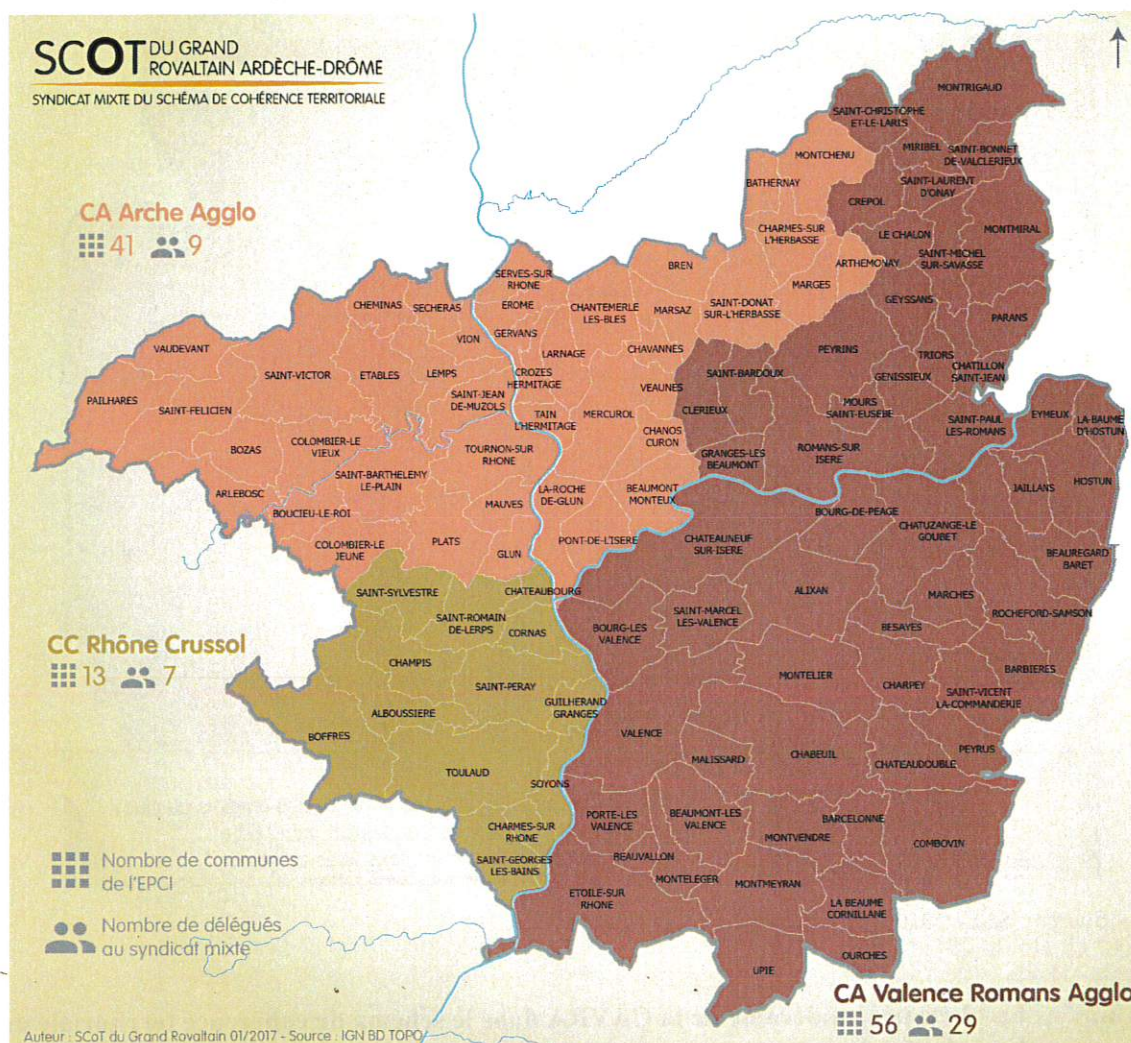 SCOT DU GRAND
ROVALTAIN ARDÈCHE-DRÔME
SYNDICAT MIXTE DU SCHÉMA DE COHÉRENCE TERRITORIALE
CA Arche Agglo
41 9
MONTRIGAUD
SAINT-CHRISTOPHE
ET-LE-LARIS
MIRIBEL
SAINT-BONNET
DE-VALCLERIEUX
MONTCHENU
BATHERNAY
SAINT-LAURENT
D'ONAY
CREPOL
CHARMES-SUR
L'HERBASSE
LE CHALON
MONTMIRAL
SAINT-MICHEL
SUR-SAVASSE
ARTHEMONAY
BREN
MARGES
SERVES-SUR
RHONE
GEYSSANS
PARANS
CHEMINAS
SECHERAS
EROME
CHANTEMERLE
LES-BLES
MARSAZ
SAINT-DONAT
SUR-L'HERBASSE
VION
GERVANS
LARNAGE
CHAVANNES
PEYRINS
TRIORS
CHATILLON
SAINT-JEAN
VAUDEVANT
SAINT-VICTOR
ETABLES
LEMPS
CROZES
HERMITAGE
SAINT-BARDOUX
GENISSIEUX
VEAUNES
PAILHARES
SAINT-FELICIEN
SAINT-JEAN
DE-MUZOLS
TAIN
L'HERMITAGE
MERCUROL
CLERIEUX
MOURS
SAINT-EUSEBE
SAINT-PAUL
LES-ROMANS
EYMEUX
LA-BAUME
D'HOSTUN
CHANOS
CURON
BOZAS
COLOMBIER-LE
VIEUX
TOURNON-SUR
RHONE
GRANGES-LES
BEAUMONT
ROMANS-SUR
ISERE
SAINT-BARTHELEMY
LE-PLAIN
HOSTUN
JAILLANS
ARLEBOSC
BOUCIEU-LE-ROI
MAUVES
LA-ROCHE
DE-GLUN
BEAUMONT
MONTEUX
BOURG-DE-PEAGE
CHATUZANGE-LE
GOUBET
COLOMBIER-LE
JEUNE
PLATS
GLUN
PONT-DE-L'ISERE
CHATEAUNEUF
SUR-ISERE
BEAUREGARD
BARET
SAINT-SYLVESTRE
CHATEAUBOURG
ALIXAN
MARCHES
SAINT-ROMAIN
DE-LERPS
CORNAS
SAINT-MARCEL
LES-VALENCE
ROCHEFORD-SAMSON
BOURG-LES
VALENCE
BESAYES
CC Rhône Crussol
13 7
CHAMPIS
SAINT-PERAY
MONTELIER
CHARPEY
BARBIERES
SAINT-VICENT
LA-COMMANDERIE
GUILHERAND
GRANGES
ALBOUSSIERE
BOFFRES
VALENCE
MALISSARD
CHABEUIL
PEYRUS
CHATEAUDOUBLE
TOULAUD
SOYONS
PORTE-LES
VALENCE
BEAUMONT-LES
VALENCE
BARCELONNE
CHARMES-SUR
RHONE
MONTVENDRE
COMBOVIN
SAINT-GEORGES
LES-BAINS
BEAUVALLON
MONTELEGER
MONTMEYRAN
ETOILE-SUR
RHONE
LA BEAUME
CORNILLANE
OURCHES
UPIE
Nombre de communes
de l'EPCI
Nombre de délégués
au syndicat mixte
CA Valence Romans Agglo
56 29
Auteur : SCoT du Grand Rovaltain 01/2017 - Source : IGN BD TOPO